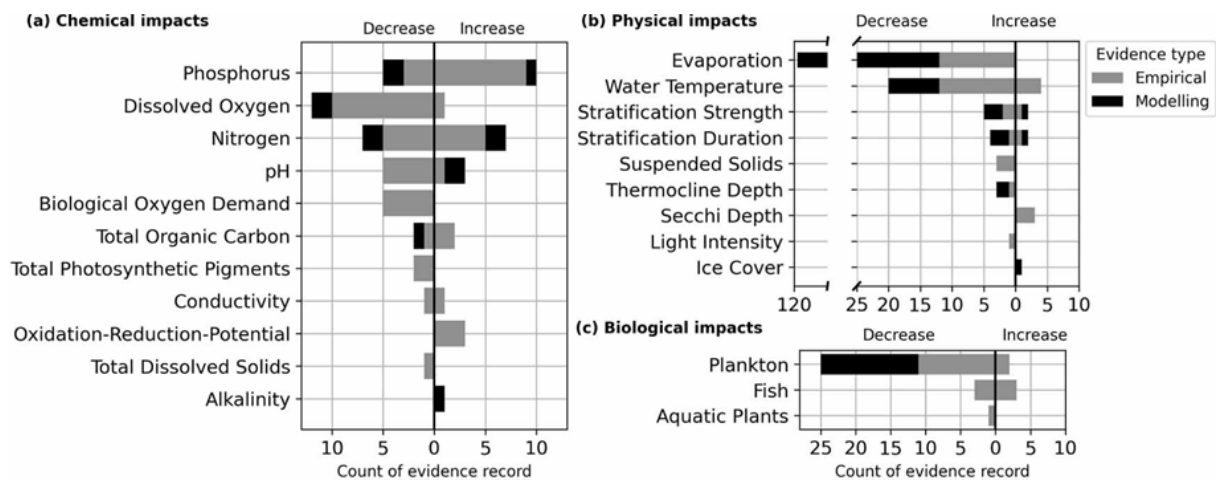 (a) Chemical impacts
Decrease Increase
Phosphorus
Dissolved Oxygen
Nitrogen
pH
Biological Oxygen Demand
Total Organic Carbon
Total Photosynthetic Pigments
Conductivity
Oxidation-Reduction-Potential
Total Dissolved Solids
Alkalinity
10 5 0 5 10
Count of evidence record
(b) Physical impacts
Decrease Increase
Evaporation
Water Temperature
Stratification Strength
Stratification Duration
Suspended Solids
Thermocline Depth
Secchi Depth
Light Intensity
Ice Cover
120 25 20 15 10 5 0 5 10
Evidence type
Empirical
Modelling
(c) Biological impacts
Decrease Increase
Plankton
Fish
Aquatic Plants
25 20 15 10 5 0 5 10
Count of evidence record